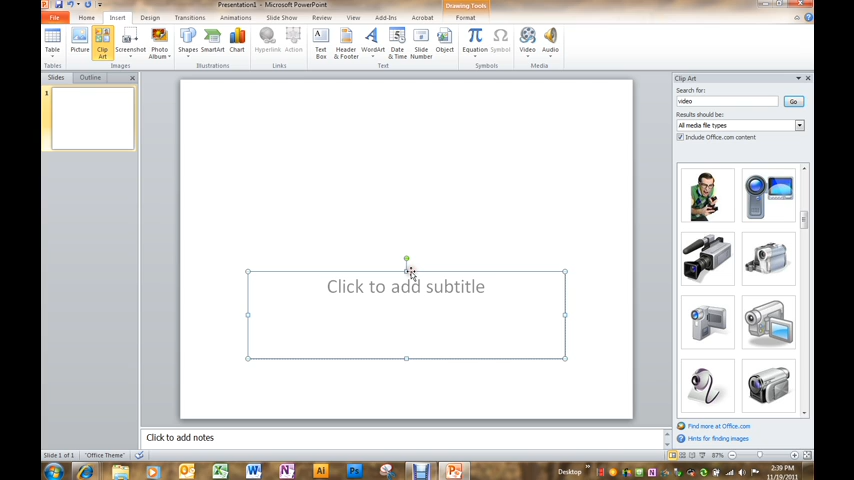 Presentation1 - Microsoft PowerPoint
Drawing Tools
File Home Insert Design Transitions Animations Slide Show Review View Add-Ins Acrobat Format
Table Picture Clip Art Screenshot Photo Album Shapes SmartArt Chart Hyperlink Action Text Box Header & Footer WordArt Date & Time Slide Number Object Equation Symbol Video Audio
Tables Images Illustrations Links Text Symbols Media
Slides Outline
Clip Art
Search for:
video Go
Results should be:
All media file types
Include Office.com content
1
Click to add subtitle
Find more at Office.com
Click to add notes
Hints for finding images
Slide 1 of 1 "Office Theme" 87%
Desktop
2:39 PM
11/19/2011